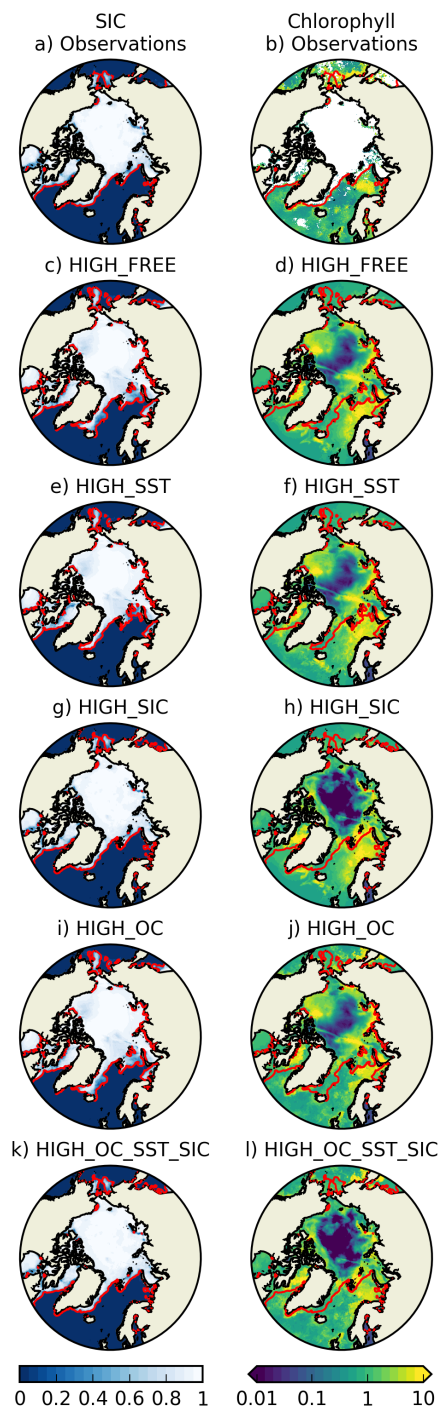 SIC
a) Observations
Chlorophyll
b) Observations
c) HIGH_FREE
d) HIGH_FREE
e) HIGH_SST
f) HIGH_SST
g) HIGH_SIC
h) HIGH_SIC
i) HIGH_OC
j) HIGH_OC
k) HIGH_OC_SST_SIC
l) HIGH_OC_SST_SIC
0 0.2 0.4 0.6 0.8 1
0.01 0.1 1 10